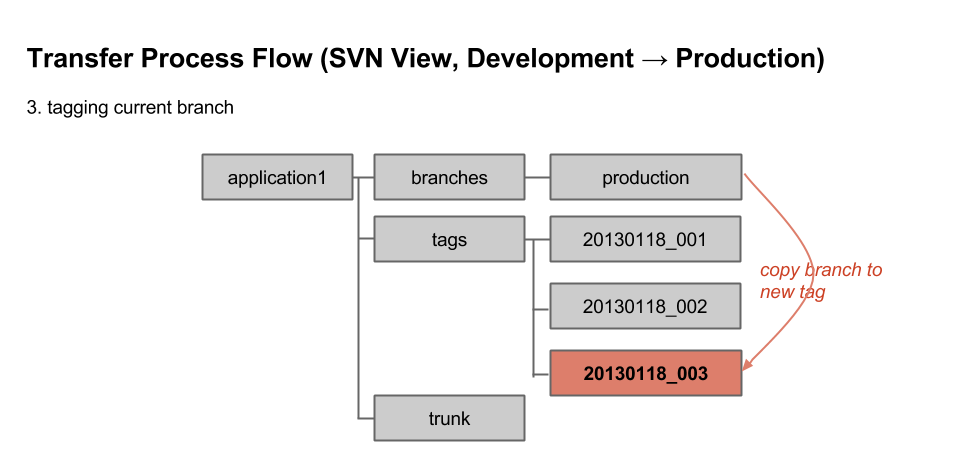 Transfer Process Flow (SVN View, Development → Production)
3. tagging current branch
application1
branches
production
tags
20130118_001
copy branch to
new tag
20130118_002
20130118_003
trunk